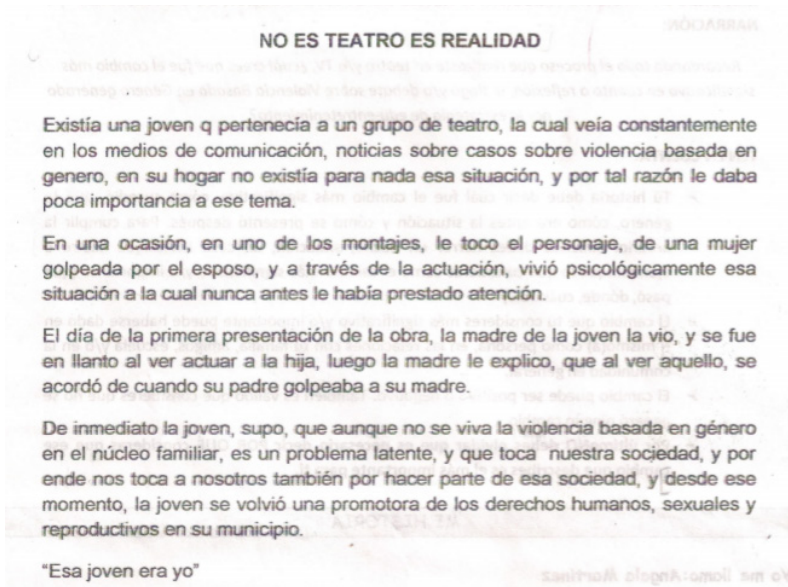 NO ES TEATRO ES REALIDAD
Existía una joven q pertenecía a un grupo de teatro, la cual veía constantemente
en los medios de comunicación, noticias sobre casos sobre violencia basada en
genero, en su hogar no existía para nada esa situación, y por tal razón le daba
poca importancia a ese tema.
En una ocasión, en uno de los montajes, le toco el personaje, de una mujer
golpeada por el esposo, y a través de la actuación, vivió psicológicamente esa
situación a la cual nunca antes le había prestado atención.
El día de la primera presentación de la obra, la madre de la joven la vio, y se fue
en llanto al ver actuar a la hija, luego la madre le explico, que al ver aquello, se
acordó de cuando su padre golpeaba a su madre.
De inmediato la joven, supo, que aunque no se viva la violencia basada en género
en el núcleo familiar, es un problema latente, y que toca nuestra sociedad, y por
ende nos toca a nosotros también por hacer parte de esa sociedad, y desde ese
momento, la joven se volvió una promotora de los derechos humanos, sexuales y
reproductivos en su municipio.
“Esa joven era yo”